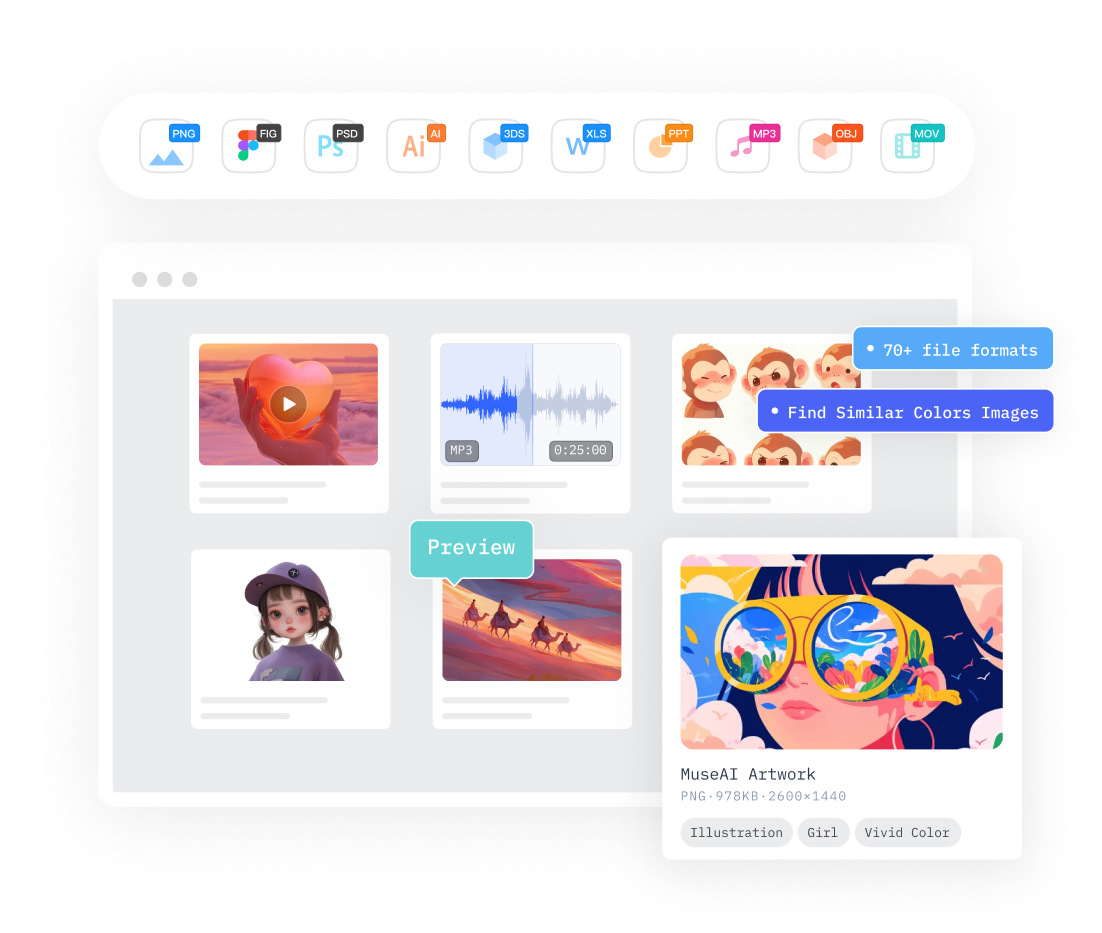 PNG
FIG
PSD
Ps
AI
Ai
3DS
XLS
W
PPT
MP3
OBJ
MOV
70+ file formats
Find Similar Colors Images
MP3
0:25:00
Preview
MuseAI Artwork
PNG·978KB·2600×1440
Illustration Girl Vivid Color